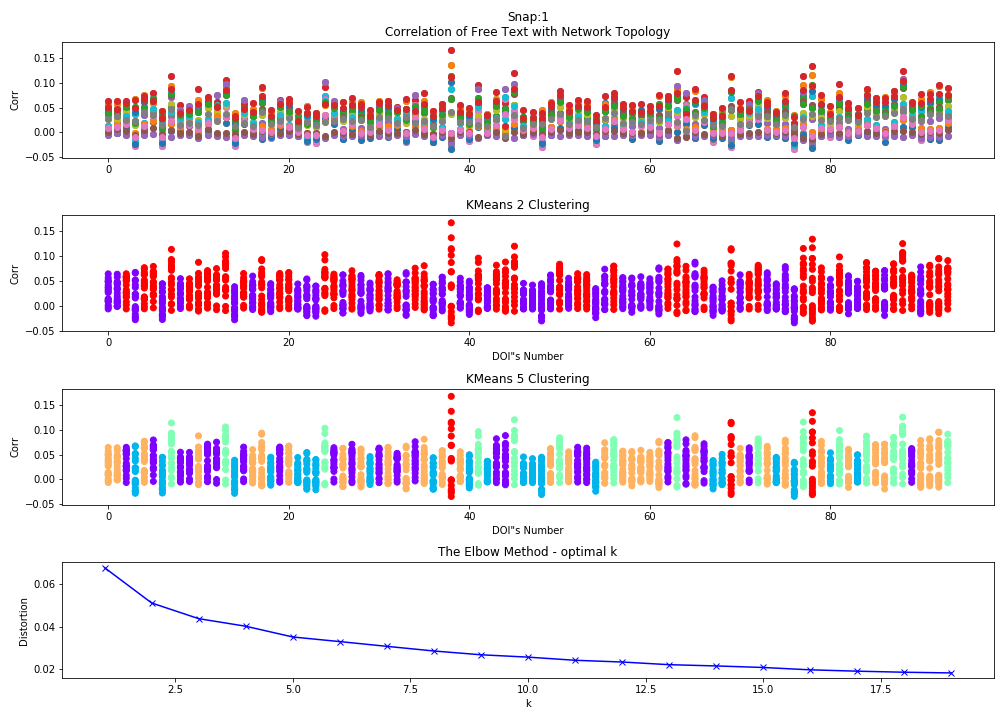 Snap:1
Correlation of Free Text with Network Topology
0.15
0.10
0.05
0.00
−0.05
Corr
0 20 40 60 80
KMeans 2 Clustering
0.15
0.10
0.05
0.00
−0.05
Corr
0 20 40 60 80
DOI"s Number
KMeans 5 Clustering
0.15
0.10
0.05
0.00
−0.05
Corr
0 20 40 60 80
DOI"s Number
The Elbow Method - optimal k
0.06
0.04
0.02
Distortion
2.5 5.0 7.5 10.0 12.5 15.0 17.5
k